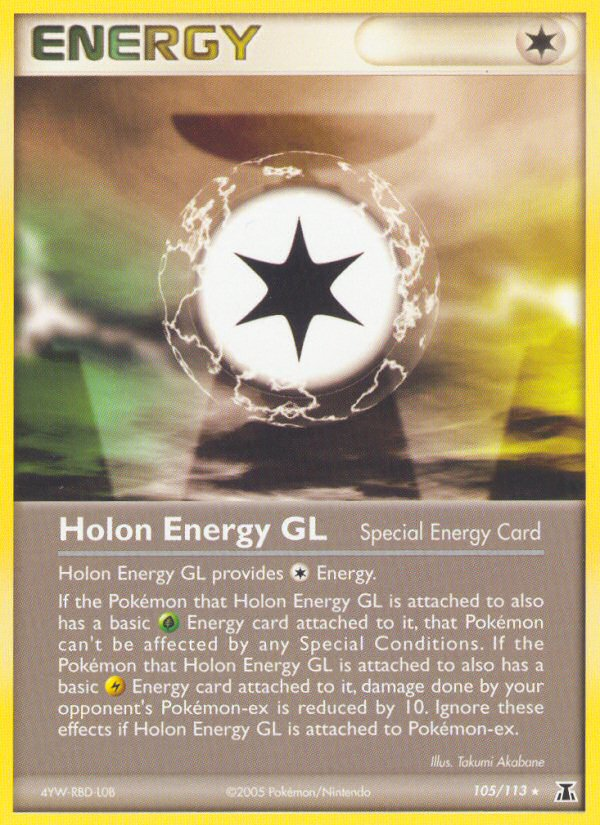 ENERGY
Holon Energy GL Special Energy Card
Holon Energy GL provides Energy.
If the Pokémon that Holon Energy GL is attached to also
has a basic Energy card attached to it, that Pokémon
can't be affected by any Special Conditions. If the
Pokémon that Holon Energy GL is attached to also has a
basic Energy card attached to it, damage done by your
opponent's Pokémon-ex is reduced by 10. Ignore these
effects if Holon Energy GL is attached to Pokémon-ex.
Illus. Takumi Akabane
4YW-RBD-L0B ©2005 Pokémon/Nintendo 105/113 ★